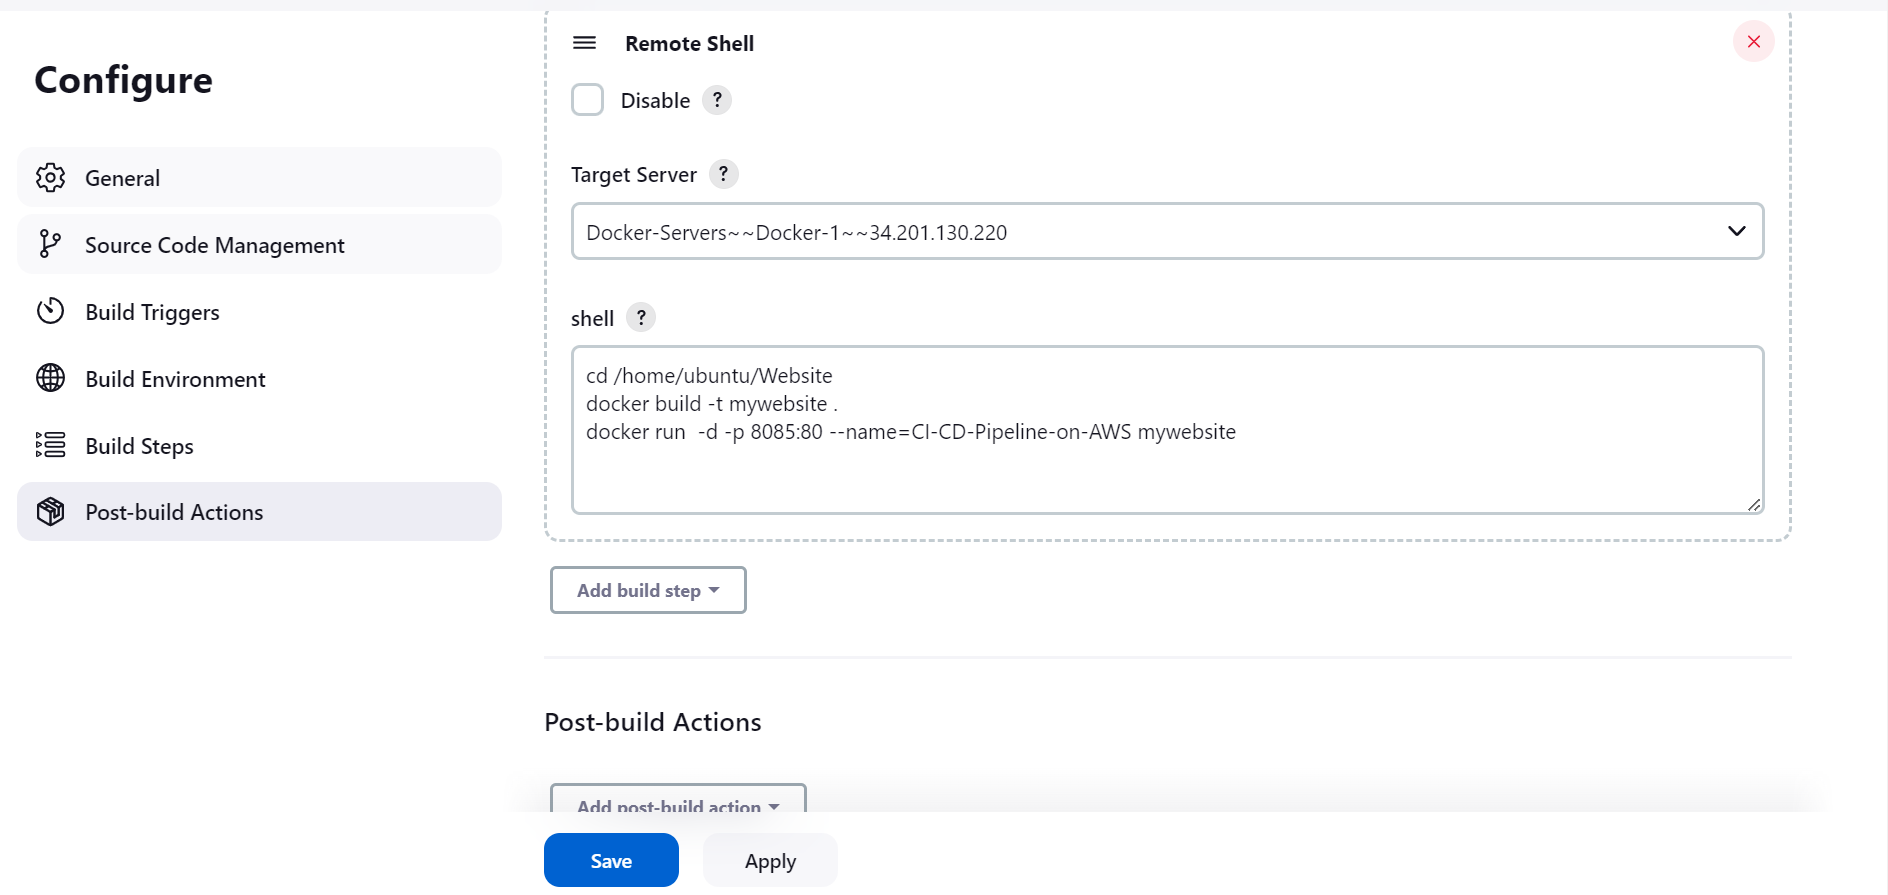 Configure
General
Source Code Management
Build Triggers
Build Environment
Build Steps
Post-build Actions
Remote Shell
Disable ?
Target Server ?
Docker-Servers~~Docker-1~~34.201.130.220
shell ?
cd /home/ubuntu/Website
docker build -t mywebsite .
docker run  -d -p 8085:80 --name=CI-CD-Pipeline-on-AWS mywebsite
Add build step
Post-build Actions
Add post-build action
Save
Apply